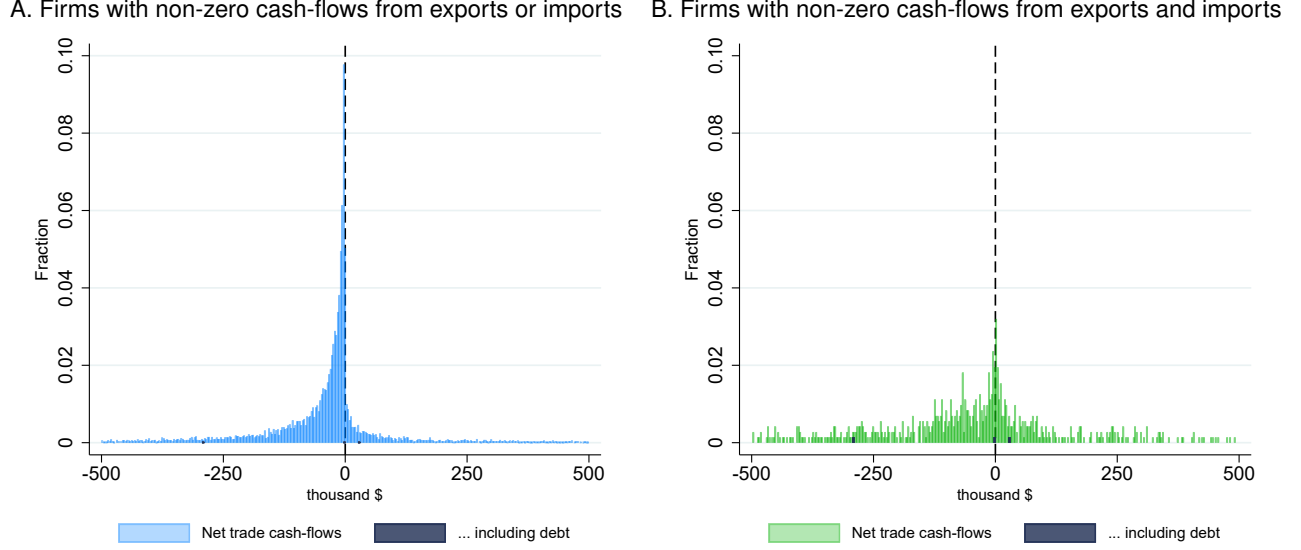 A. Firms with non-zero cash-flows from exports or imports
0.10
0.08
0.06
0.04
0.02
0
Fraction
-500 -250 0 250 500
thousand $
Net trade cash-flows ... including debt
B. Firms with non-zero cash-flows from exports and imports
0.10
0.08
0.06
0.04
0.02
0
Fraction
-500 -250 0 250 500
thousand $
Net trade cash-flows ... including debt